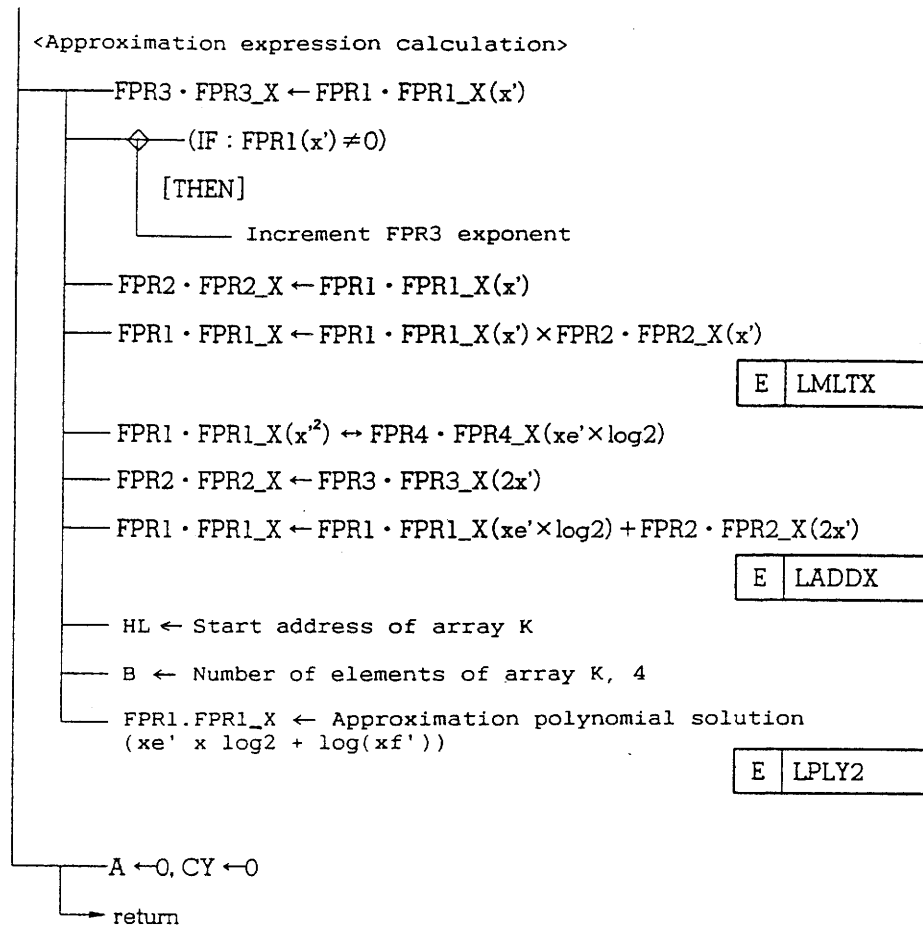 <Approximation expression calculation>
FPR3・FPR3_X ← FPR1・FPR1_X(x')
(IF : FPR1(x') ≠0)
[THEN]
Increment FPR3 exponent
FPR2・FPR2_X ← FPR1・FPR1_X(x')
FPR1・FPR1_X ← FPR1・FPR1_X(x') × FPR2・FPR2_X(x')
E LMLTX
FPR1・FPR1_X(x'²) ↔ FPR4・FPR4_X(xe'×log2)
FPR2・FPR2_X ← FPR3・FPR3_X(2x')
FPR1・FPR1_X ← FPR1・FPR1_X(xe'×log2) + FPR2・FPR2_X(2x')
E LADDX
HL ← Start address of array K
B ← Number of elements of array K, 4
FPR1.FPR1_X ← Approximation polynomial solution
(xe' x log2 + log(xf'))
E LPLY2
A ←0, CY ←0
return